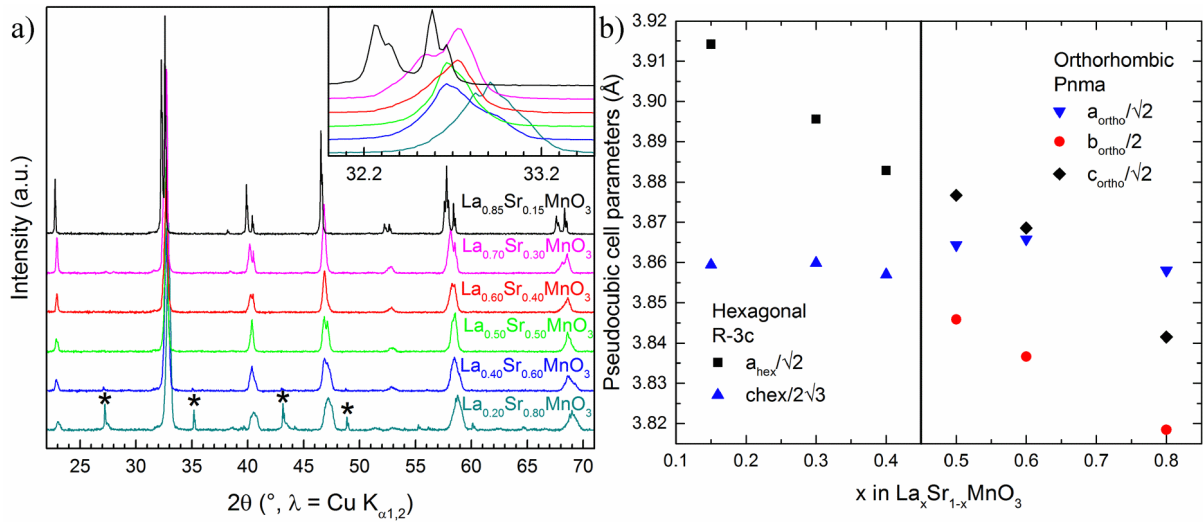 a)
Intensity (a.u.)
32.2 33.2
La0.85Sr0.15MnO3
La0.70Sr0.30MnO3
La0.60Sr0.40MnO3
La0.50Sr0.50MnO3
La0.40Sr0.60MnO3
La0.20Sr0.80MnO3
* * * *
25 30 35 40 45 50 55 60 65 70
2θ (°, λ = Cu Kα1,2)
b)
Pseudocubic cell parameters (Å)
3.92
3.91
3.90
3.89
3.88
3.87
3.86
3.85
3.84
3.83
3.82
Orthorhombic
Pnma
aortho/√2
bortho/2
cortho/√2
Hexagonal
R-3c
ahex/√2
chex/2√3
0.1 0.2 0.3 0.4 0.5 0.6 0.7 0.8
x in LaxSr1-xMnO3